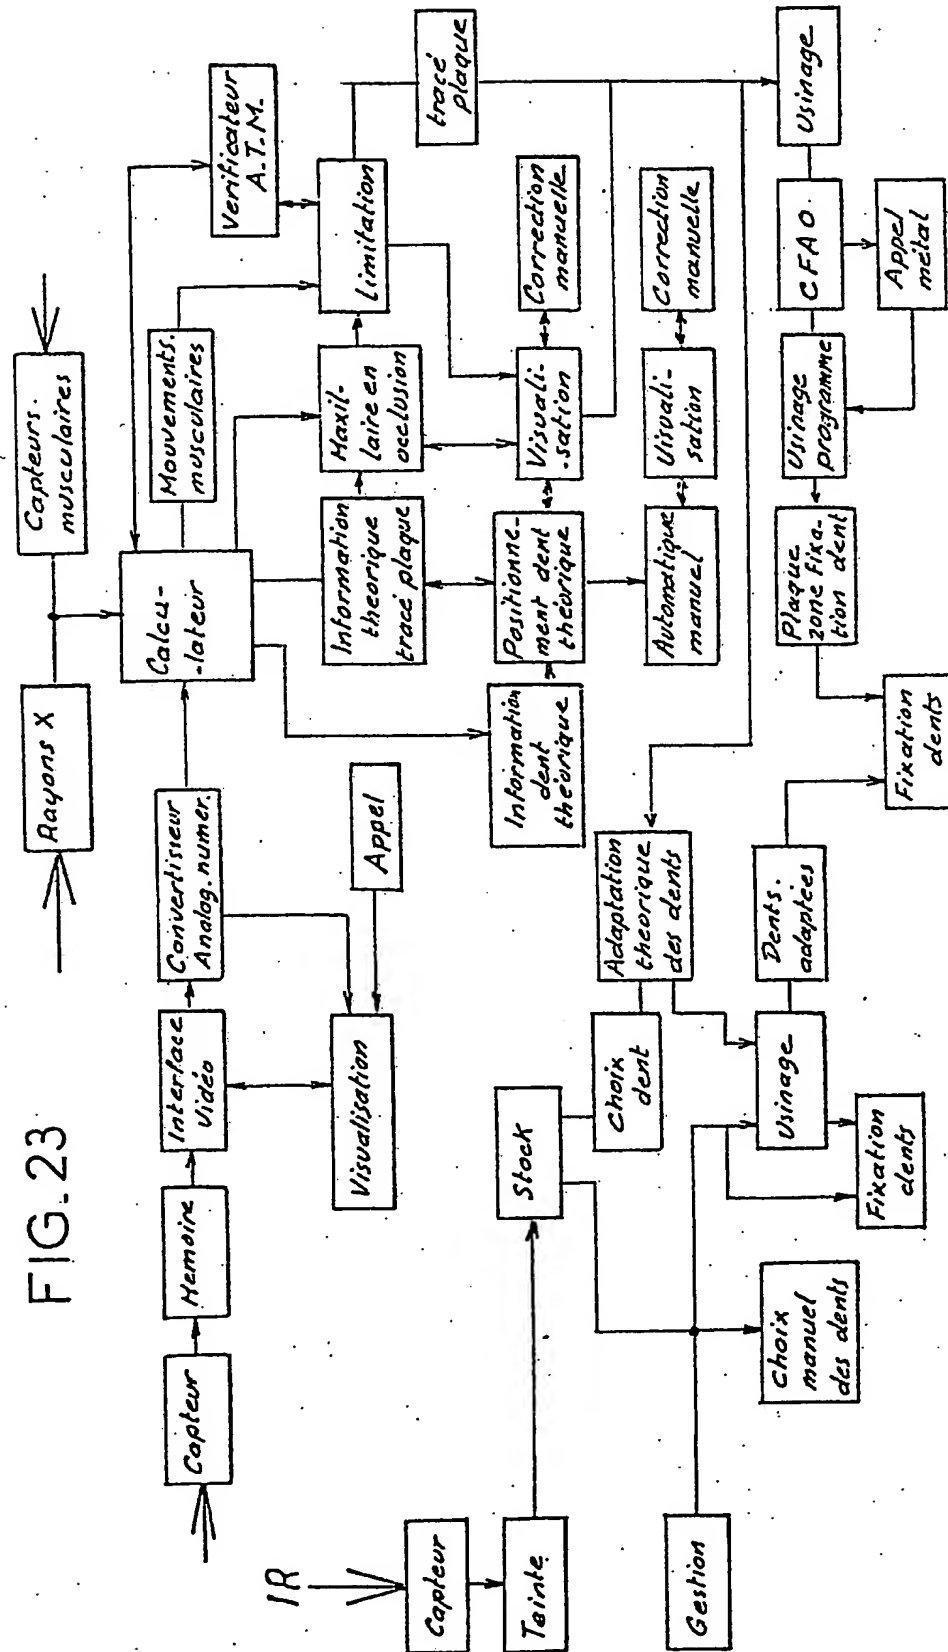 FIG. 23
Rayons X
Capteurs.
musculaires
Capteur
Memoire
Interface
Vidéo
Convertisseur
Analog. numer.
Calcu-
-lateur
Mouvements.
musculaires
Verificateur
A.T.M.
Visualisation
Appel
Information
theorique
tracé plaque
Maxil-
laire en
occlusion
Limitation
tracé
plaque
IR
Capteur
Teinte
Stock
Information
dent
théorique
Positionne-
ment dent
théorique
Visuali-
-sation
Correction
manuelle
Choix
dent
Adaptation
theorique
des dents
Automatique
manuel
Visuali-
sation
Correction
manuelle
Gestion
Choix
manuel
des dents
Usinage
Fixation
dents
Dents.
adaptées
Plaque
zone fixa-
tion dent
Usinage
programme
CFAO.
Usinage
Fixation
dents
Appel
métal